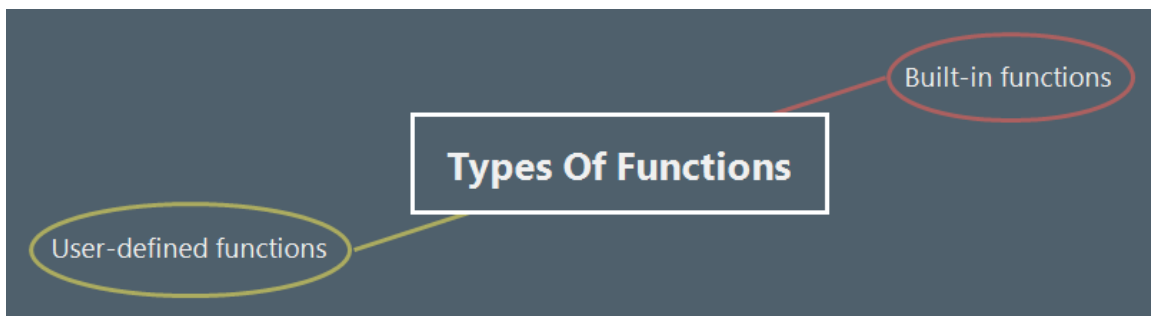 Built-in functions
Types Of Functions
User-defined functions